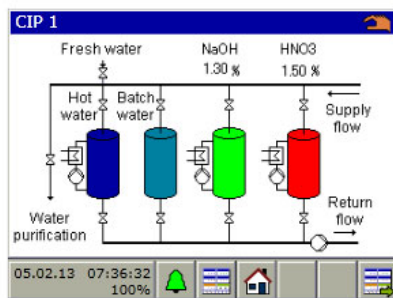 CIP 1
Fresh water
NaOH
HNO3
1.30 %
1.50 %
Hot
water
Batch
water
Supply
flow
Water
purification
Return
flow
05.02.13 07:36:32
100%